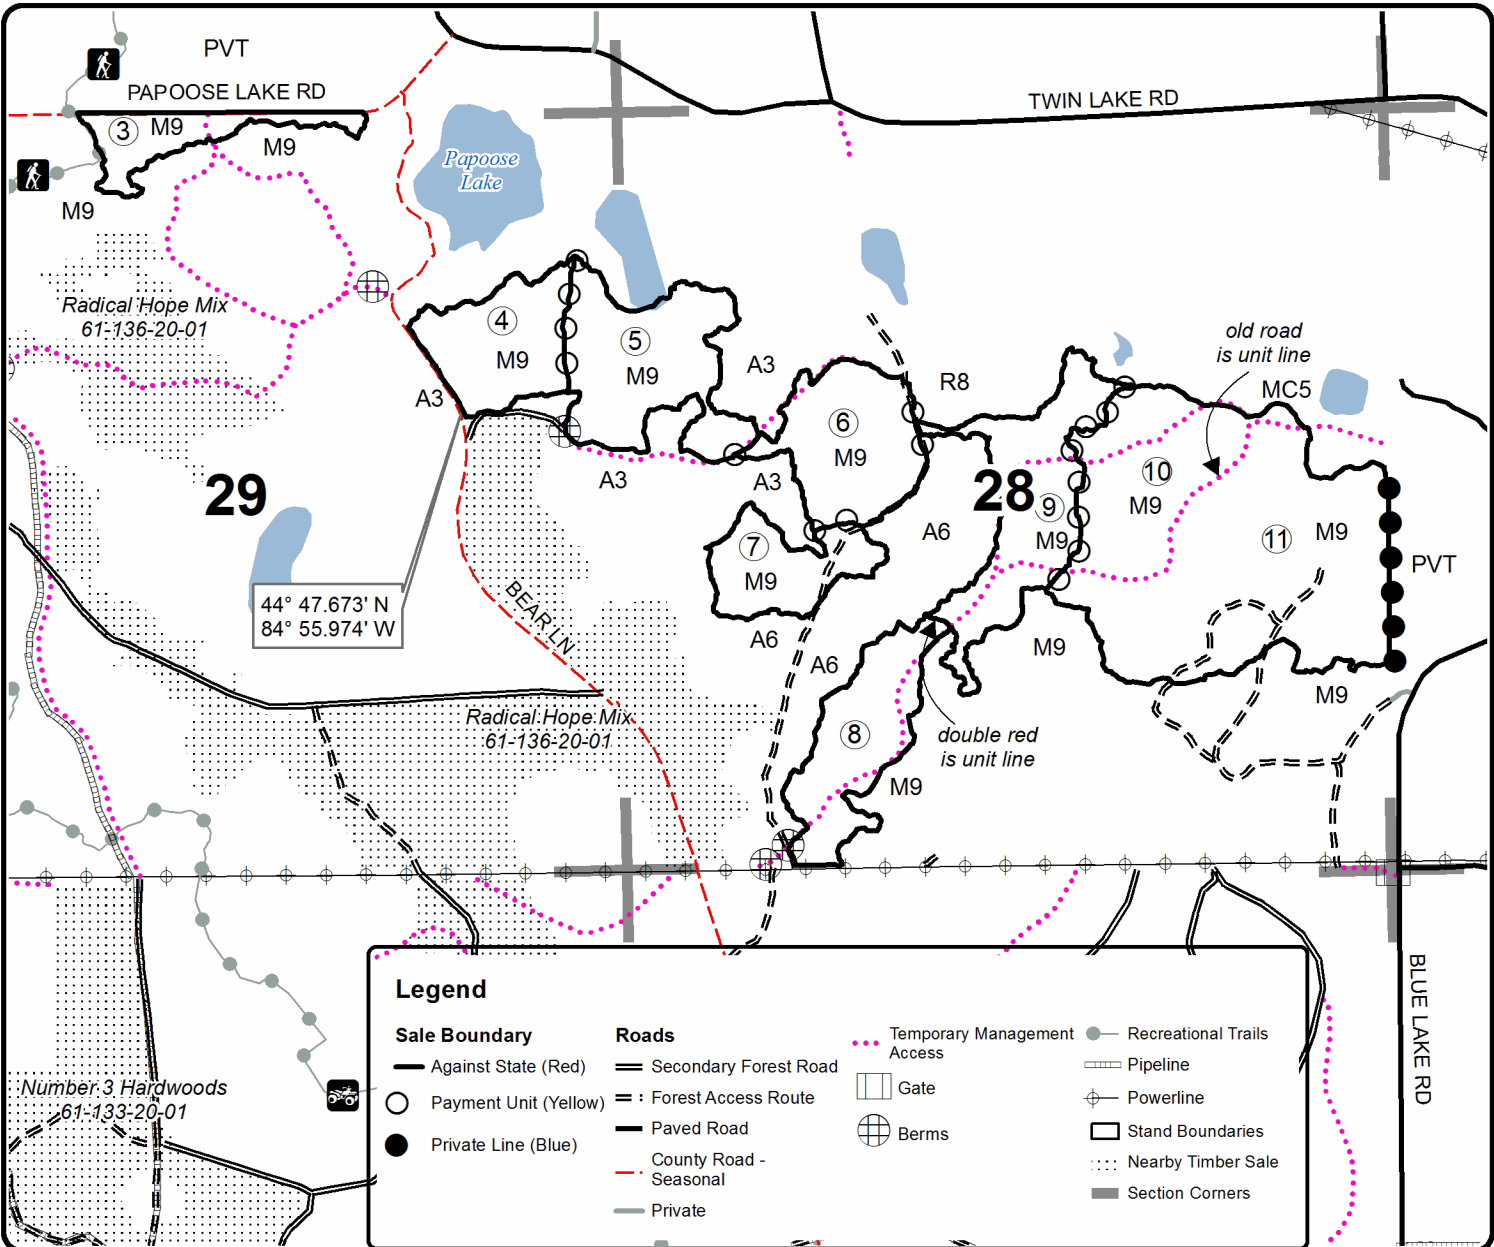 PVT
PAPOOSE LAKE RD
TWIN LAKE RD
3
M9
M9
M9
Papoose
Lake
Radical Hope Mix
61-136-20-01
4
M9
5
M9
A3
A3
R8
old road
is unit line
MC5
6
M9
A3
A3
29
28
9
M9
10
M9
11
M9
PVT
A6
7
M9
A6
A6
44° 47.673' N
84° 55.974' W
BEAR LN
M9
M9
Radical Hope Mix
61-136-20-01
8
double red
is unit line
M9
BLUE LAKE RD
Number 3 Hardwoods
61-133-20-01
Legend
Sale Boundary
Against State (Red)
Payment Unit (Yellow)
Private Line (Blue)
Roads
Secondary Forest Road
Forest Access Route
Paved Road
County Road -
Seasonal
Private
Temporary Management
Access
Gate
Berms
Recreational Trails
Pipeline
Powerline
Stand Boundaries
Nearby Timber Sale
Section Corners